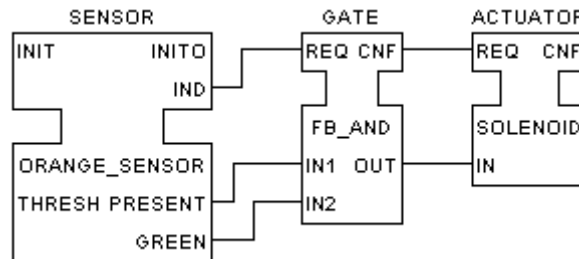 SENSOR GATE ACTUATOR
INIT INITO REQ CNF REQ CNF
IND
FB_AND SOLENOID
ORANGE_SENSOR IN1 OUT IN
THRESH PRESENT IN2
GREEN